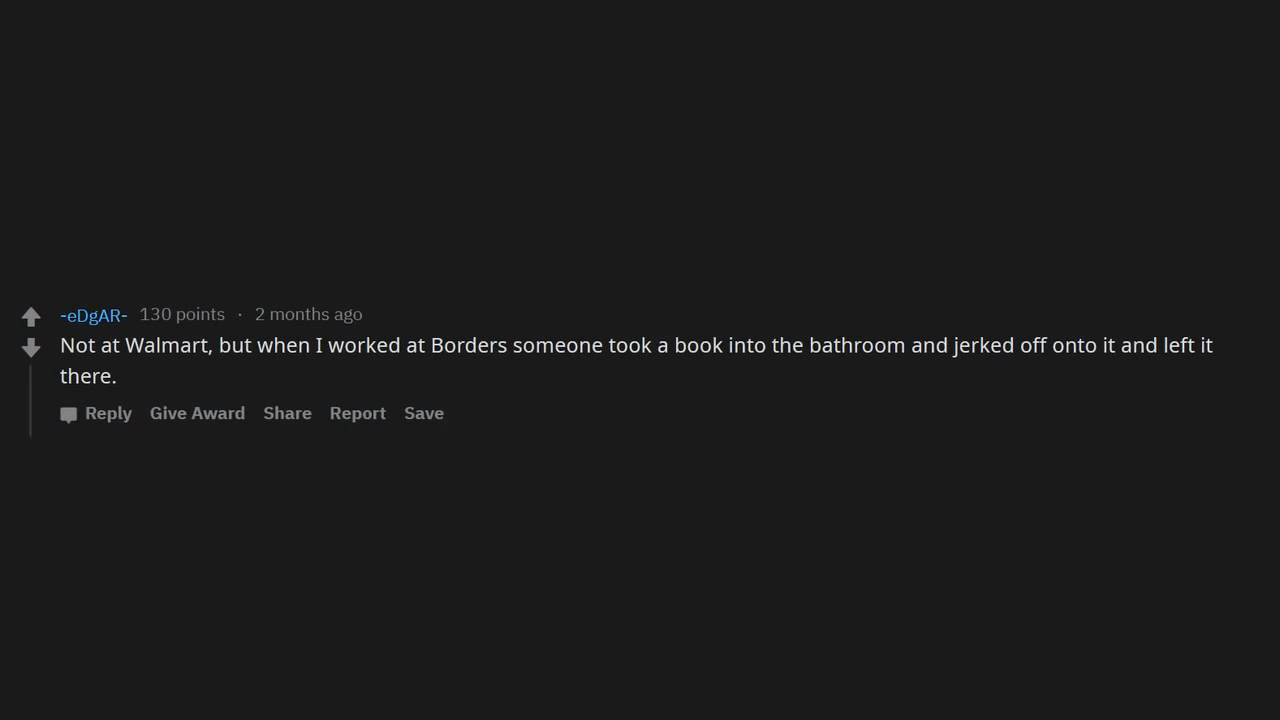 -eDgAR- 130 points · 2 months ago
Not at Walmart, but when I worked at Borders someone took a book into the bathroom and jerked off onto it and left it
there.
Reply Give Award Share Report Save